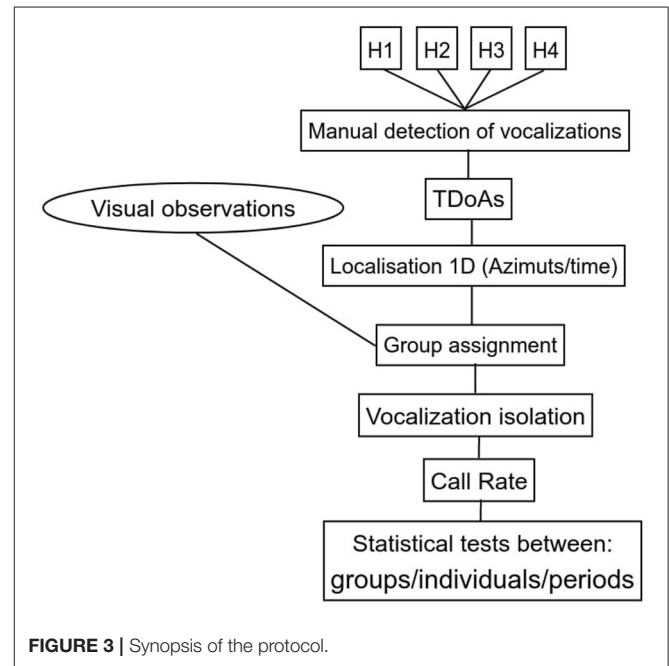 H1 H2 H3 H4
Manual detection of vocalizations
TDoAs
Visual observations
Localisation 1D (Azimuts/time)
Group assignment
Vocalization isolation
Call Rate
Statistical tests between:
groups/individuals/periods
FIGURE 3 | Synopsis of the protocol.